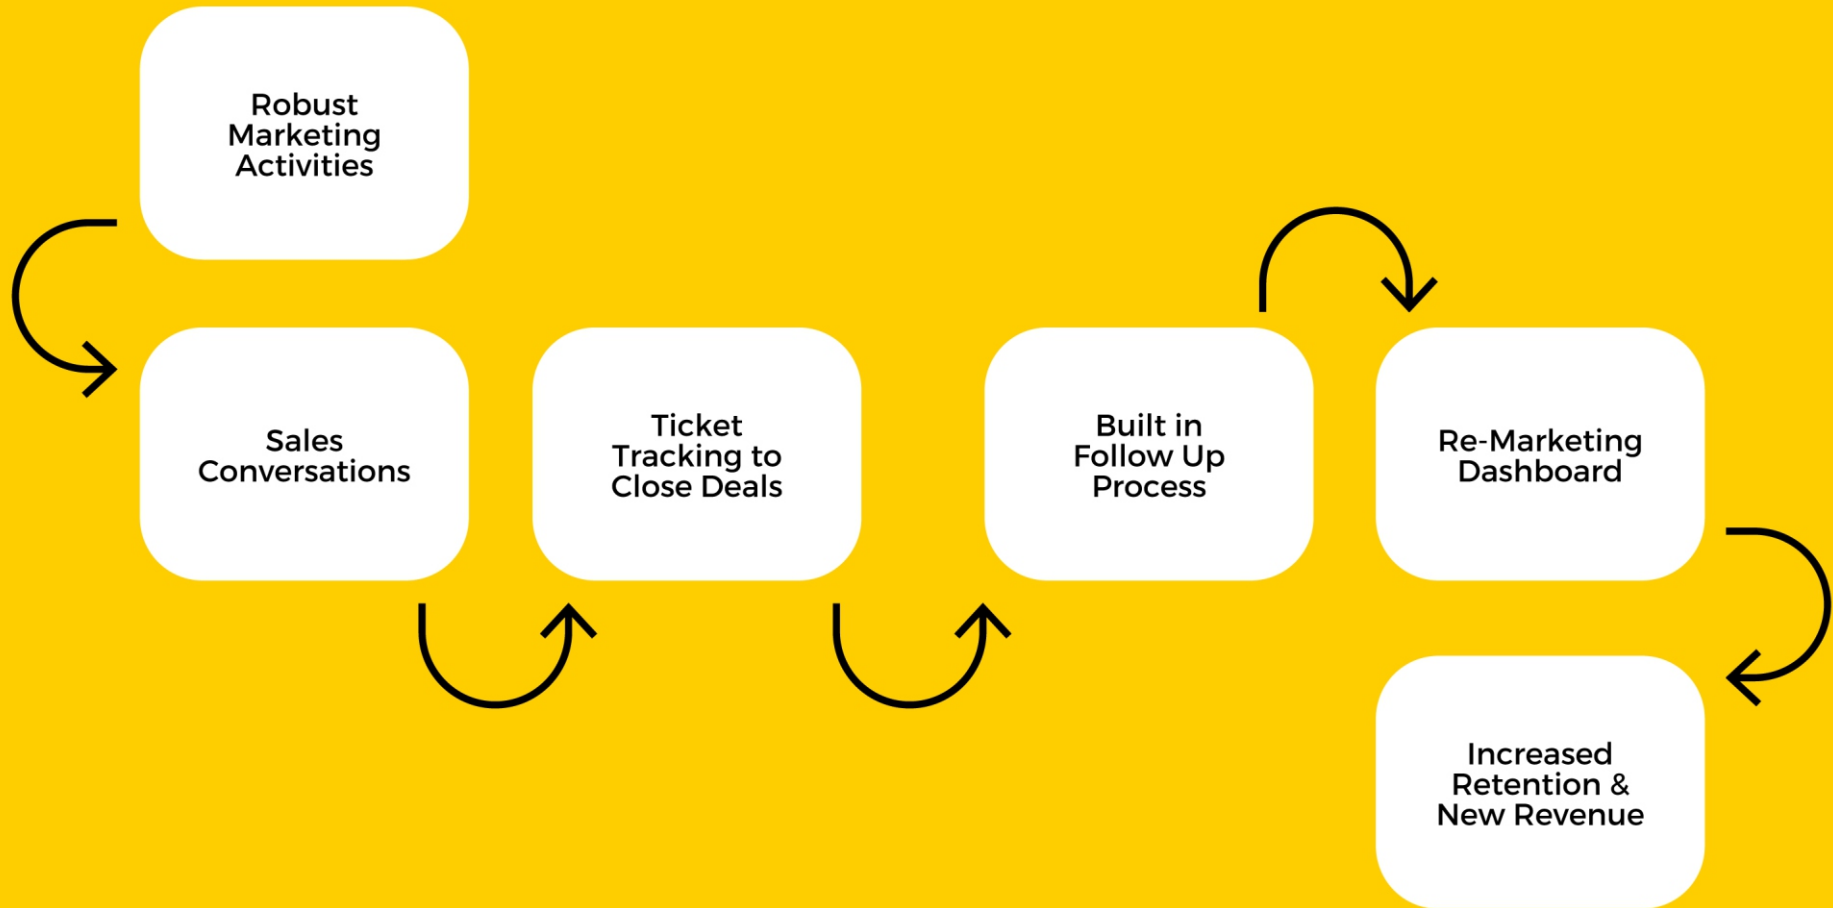 Robust
Marketing
Activities
Sales
Conversations
Ticket
Tracking to
Close Deals
Built in
Follow Up
Process
Re-Marketing
Dashboard
Increased
Retention &
New Revenue